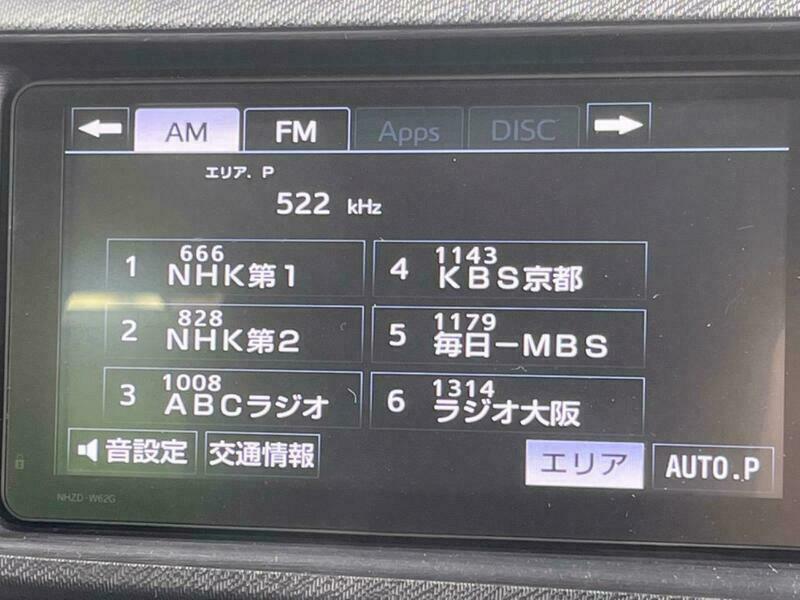 AM FM Apps DISC
エリア. P
522 kHz
1 666 NHK第1
4 1143 KBS京都
2 828 NHK第2
5 1179 毎日−MBS
3 1008 ABCラジオ
6 1314 ラジオ大阪
音設定 交通情報 エリア AUTO.P
NHZD-W62G